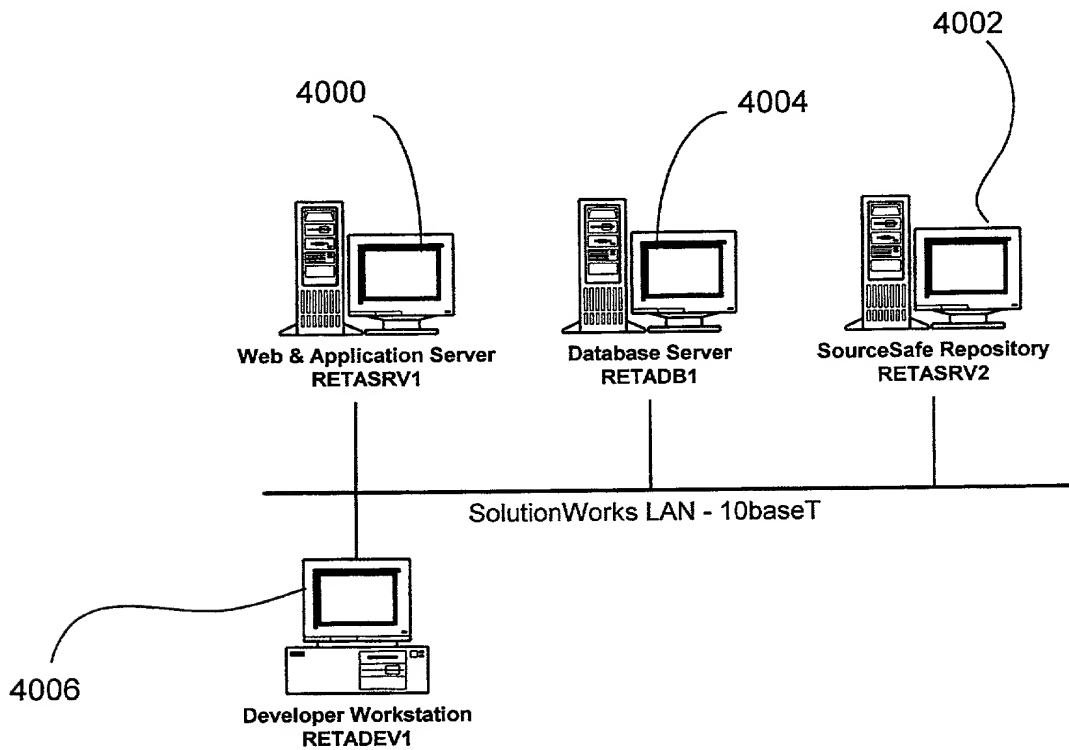 4002
4000
4004
Web & Application Server
RETASRV1
Database Server
RETADB1
SourceSafe Repository
RETASRV2
SolutionWorks LAN - 10baseT
4006
Developer Workstation
RETADEV1